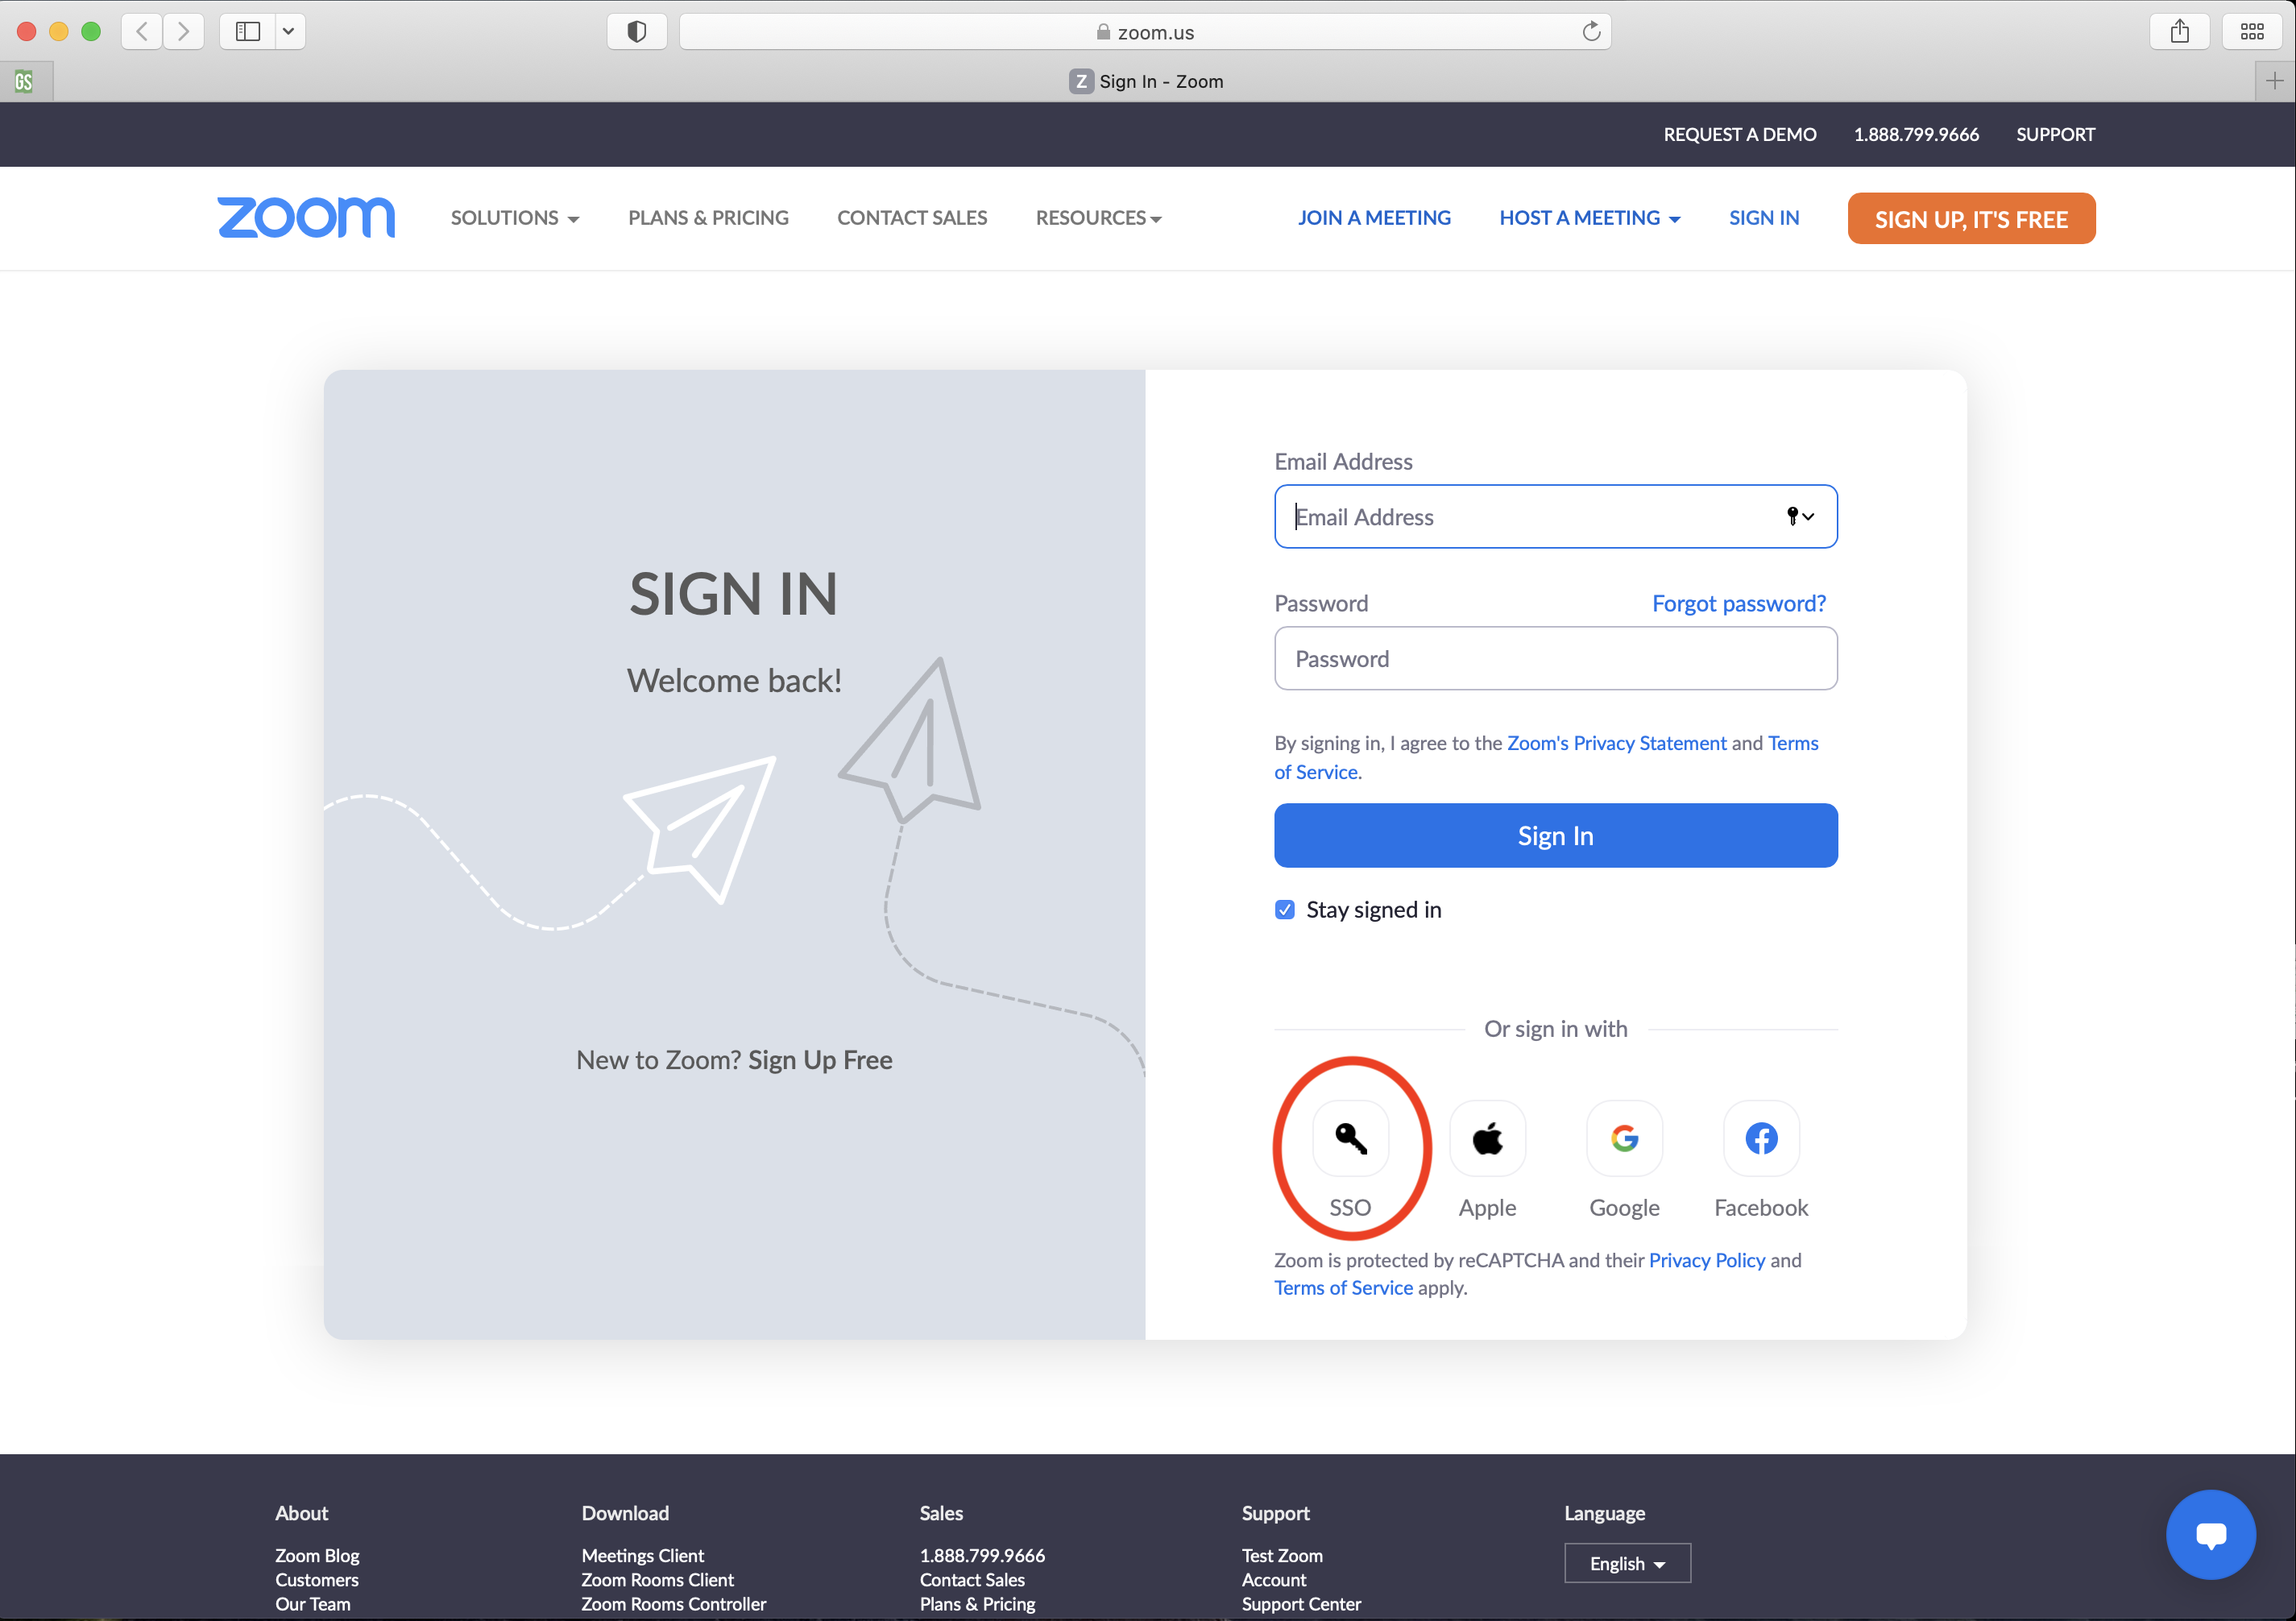 zoom.us
GS
Z Sign In - Zoom
REQUEST A DEMO 1.888.799.9666 SUPPORT
zoom SOLUTIONS PLANS & PRICING CONTACT SALES RESOURCES JOIN A MEETING HOST A MEETING SIGN IN SIGN UP, IT'S FREE
SIGN IN
Welcome back!
New to Zoom? Sign Up Free
Email Address
Email Address
Password Forgot password?
Password
By signing in, I agree to the Zoom's Privacy Statement and Terms
of Service.
Sign In
Stay signed in
Or sign in with
SSO Apple Google Facebook
Zoom is protected by reCAPTCHA and their Privacy Policy and
Terms of Service apply.
About
Zoom Blog
Customers
Our Team
Download
Meetings Client
Zoom Rooms Client
Zoom Rooms Controller
Sales
1.888.799.9666
Contact Sales
Plans & Pricing
Support
Test Zoom
Account
Support Center
Language
English